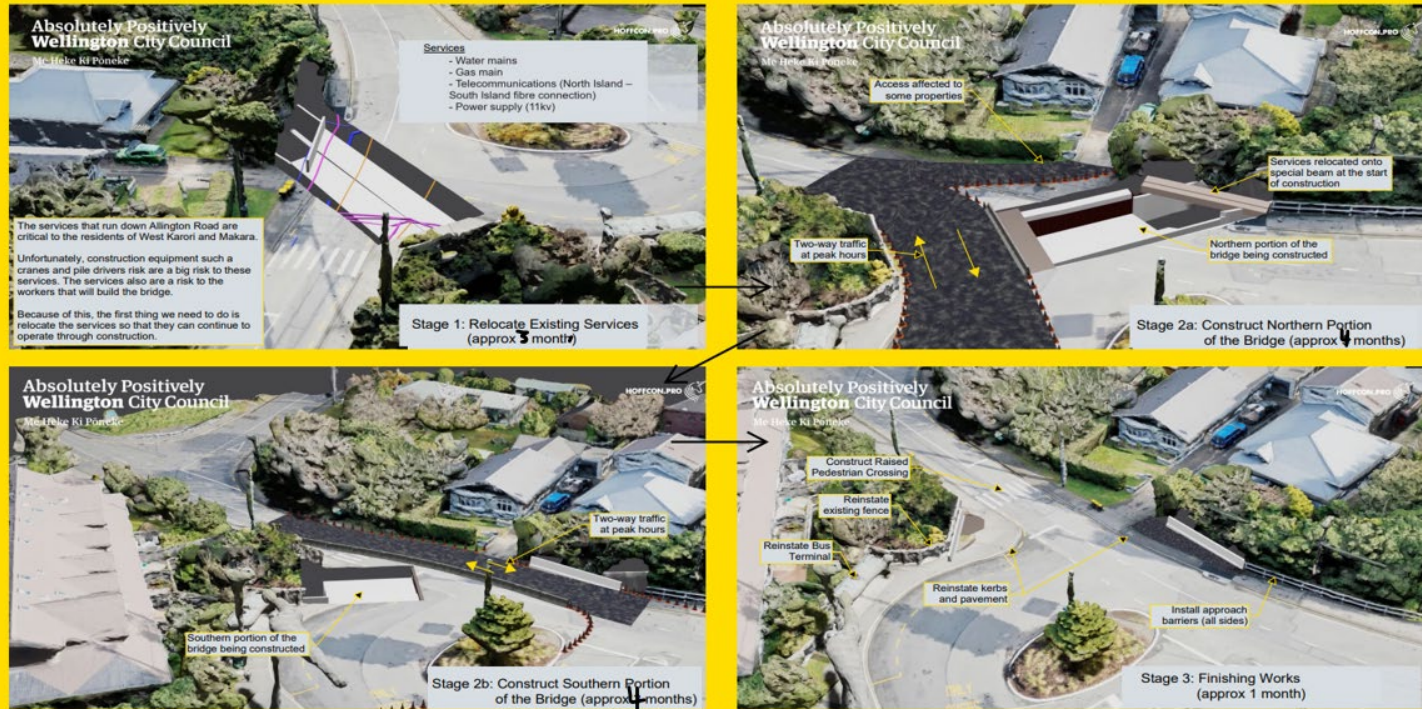 Absolutely Positively
Wellington City Council
Me Heke Ki Pōneke
HOFFCON.PRO
Services
- Water mains
- Gas main
- Telecommunications (North Island –
South Island fibre connection)
- Power supply (11kv)
The services that run down Allington Road are
critical to the residents of West Karori and Makara.
Unfortunately, construction equipment such a
cranes and pile drivers risk are a big risk to these
services. The services also are a risk to the
workers that will build the bridge.
Because of this, the first thing we need to do is
relocate the services so that they can continue to
operate through construction.
Stage 1: Relocate Existing Services
(approx 3 month)
Absolutely Positively
Wellington City Council
Me Heke Ki Pōneke
HOFFCON.PRO
Access affected to
some properties
Services relocated onto
special beam at the start
of construction
Two-way traffic
at peak hours
Northern portion of the
bridge being constructed
Stage 2a: Construct Northern Portion
of the Bridge (approx 4 months)
Absolutely Positively
Wellington City Council
Me Heke Ki Pōneke
HOFFCON.PRO
Two-way traffic
at peak hours
Southern portion of the
bridge being constructed
Stage 2b: Construct Southern Portion
of the Bridge (approx 4 months)
Absolutely Positively
Wellington City Council
Me Heke Ki Pōneke
HOFFCON.PRO
Construct Raised
Pedestrian Crossing
Reinstate
existing fence
Reinstate Bus
Terminal
Reinstate kerbs
and pavement
Install approach
barriers (all sides)
Stage 3: Finishing Works
(approx 1 month)